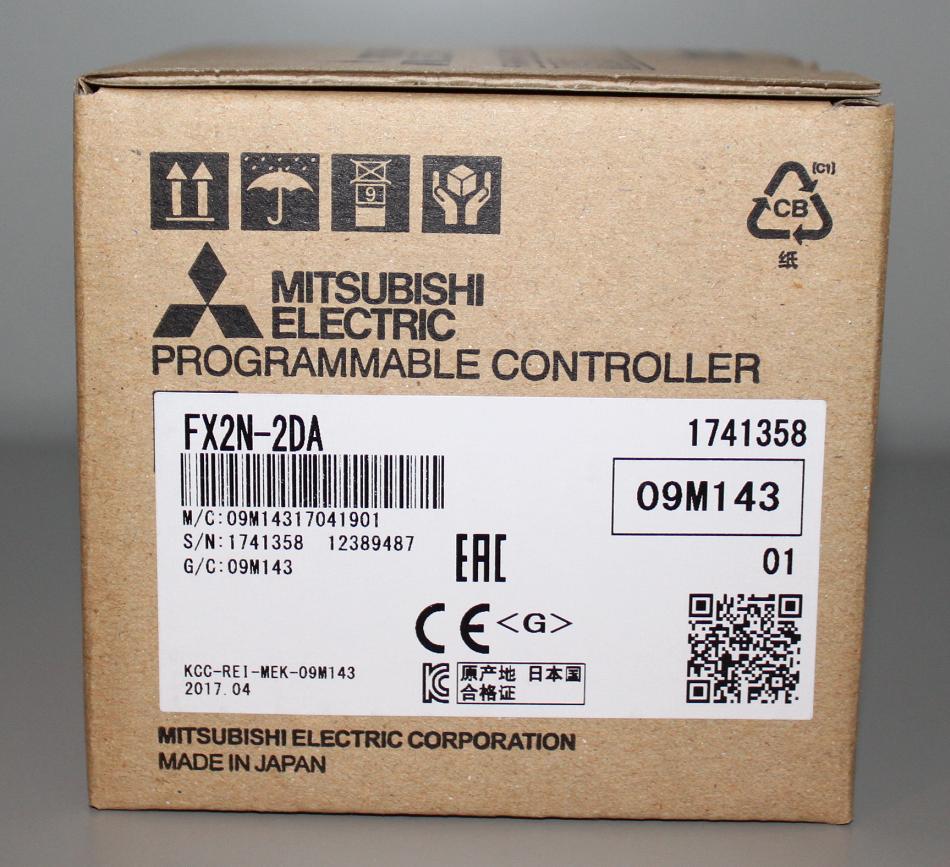 9
[C1]
CB
纸
MITSUBISHI
ELECTRIC
PROGRAMMABLE CONTROLLER
FX2N-2DA
1741358
09M143
M/C:09M14317041901
S/N:1741358 12389487
G/C:09M143
EAC
01
CE <G>
KCC-REI-MEK-09M143
2017.04
原产地 日本国
合格证
MITSUBISHI ELECTRIC CORPORATION
MADE IN JAPAN